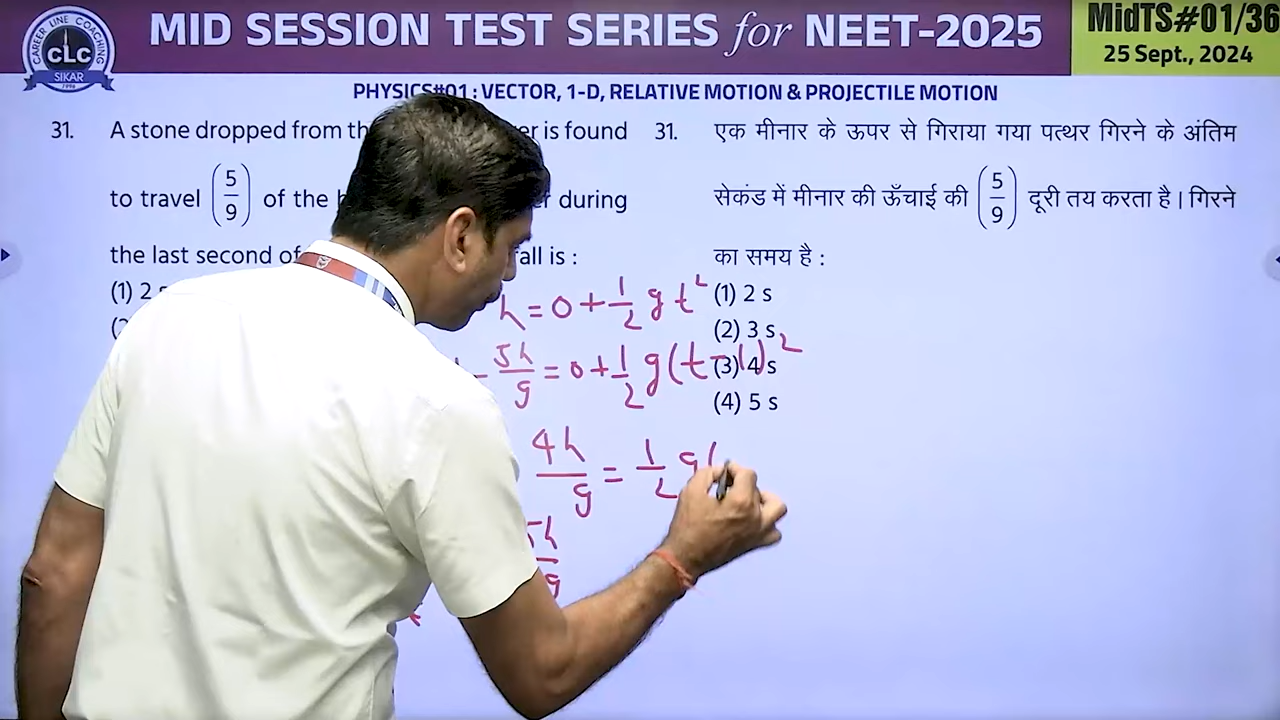 CAREER LINE COACHING
CLC
SIKAR
1996
MID SESSION TEST SERIES for NEET-2025
MidTS#01/36
25 Sept., 2024
PHYSICS#01 : VECTOR, 1-D, RELATIVE MOTION & PROJECTILE MOTION
31. A stone dropped from is found
to travel (5/9) of the during
the last second of all is :
(1) 2
31. एक मीनार के ऊपर से गिराया गया पत्थर गिरने के अंतिम
सेकंड में मीनार की ऊँचाई की (5/9) दूरी तय करता है। गिरने
का समय है :
(1) 2 s
(2) 3 s
(3) 4 s
(4) 5 s
h = 0 + 1/2 g t²
- 5h/9 = 0 + 1/2 g (t - 1)²
4h/9 = 1/2 g (
5h/9